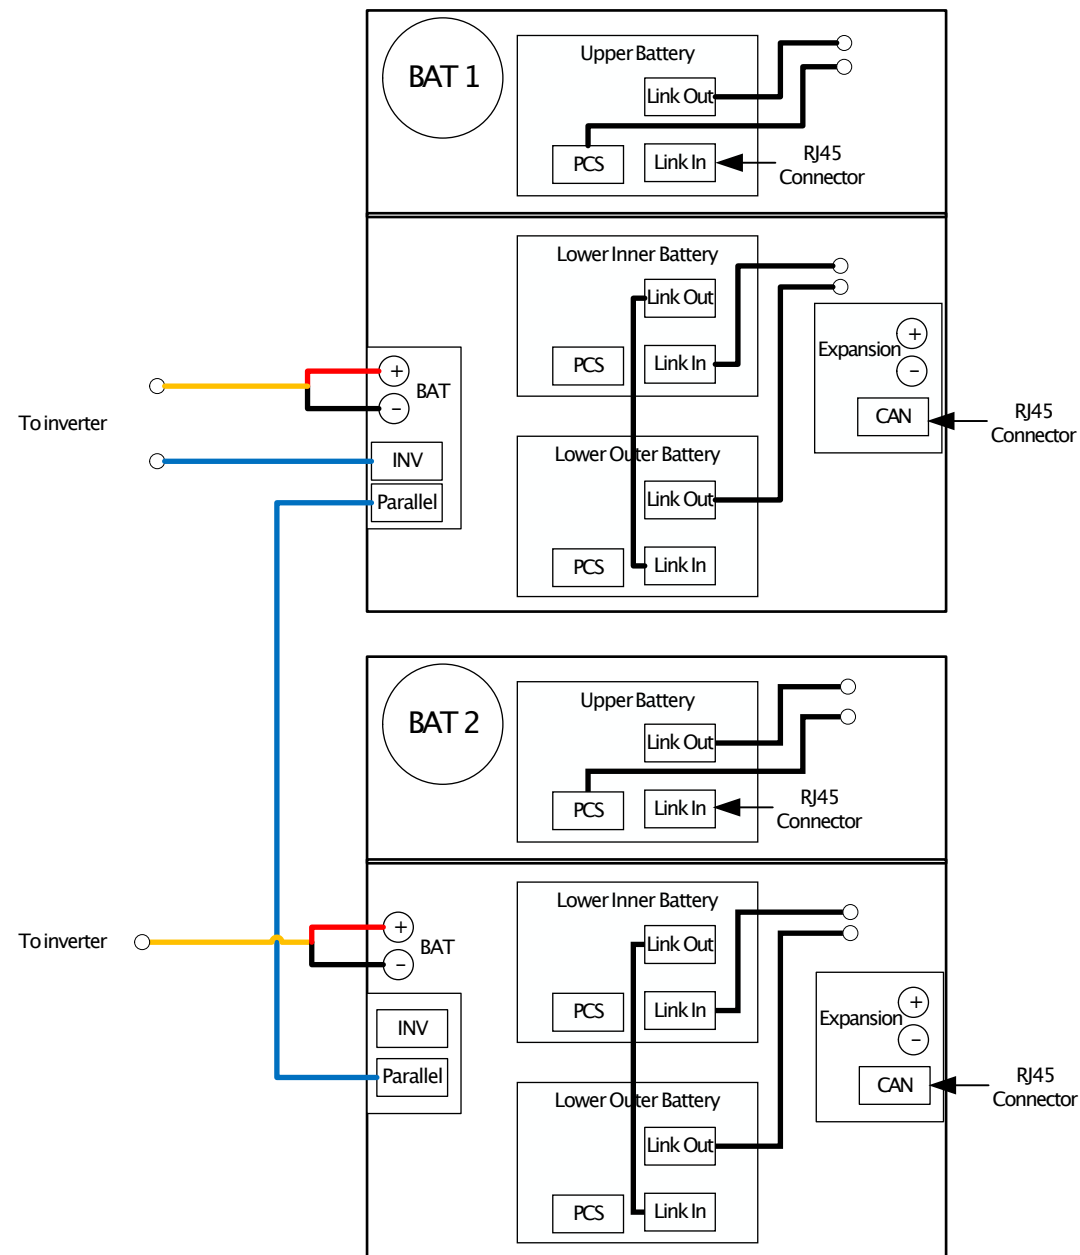 BAT 1
Upper Battery
Link Out
PCS
Link In
RJ45
Connector
Lower Inner Battery
Link Out
PCS
Link In
Expansion
+
−
CAN
RJ45
Connector
To inverter
+
−
BAT
INV
Parallel
Lower Outer Battery
Link Out
PCS
Link In
BAT 2
Upper Battery
Link Out
PCS
Link In
RJ45
Connector
Lower Inner Battery
Link Out
PCS
Link In
Expansion
+
−
CAN
RJ45
Connector
To inverter
+
−
BAT
INV
Parallel
Lower Outer Battery
Link Out
PCS
Link In